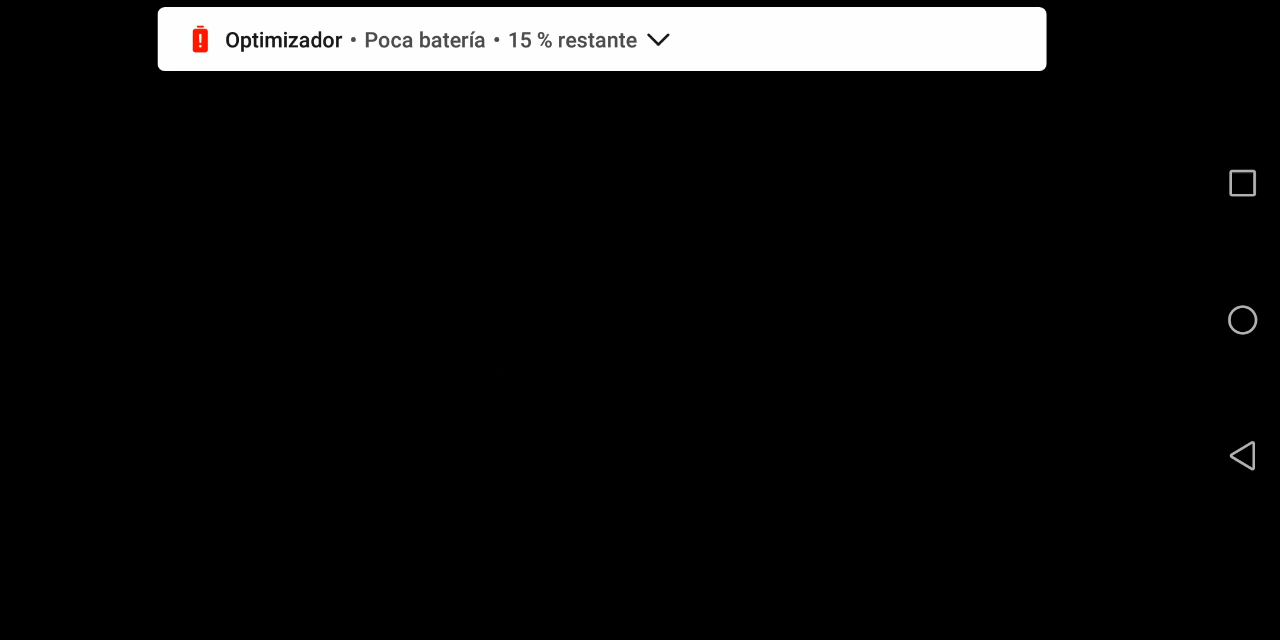 Optimizador • Poca batería • 15 % restante